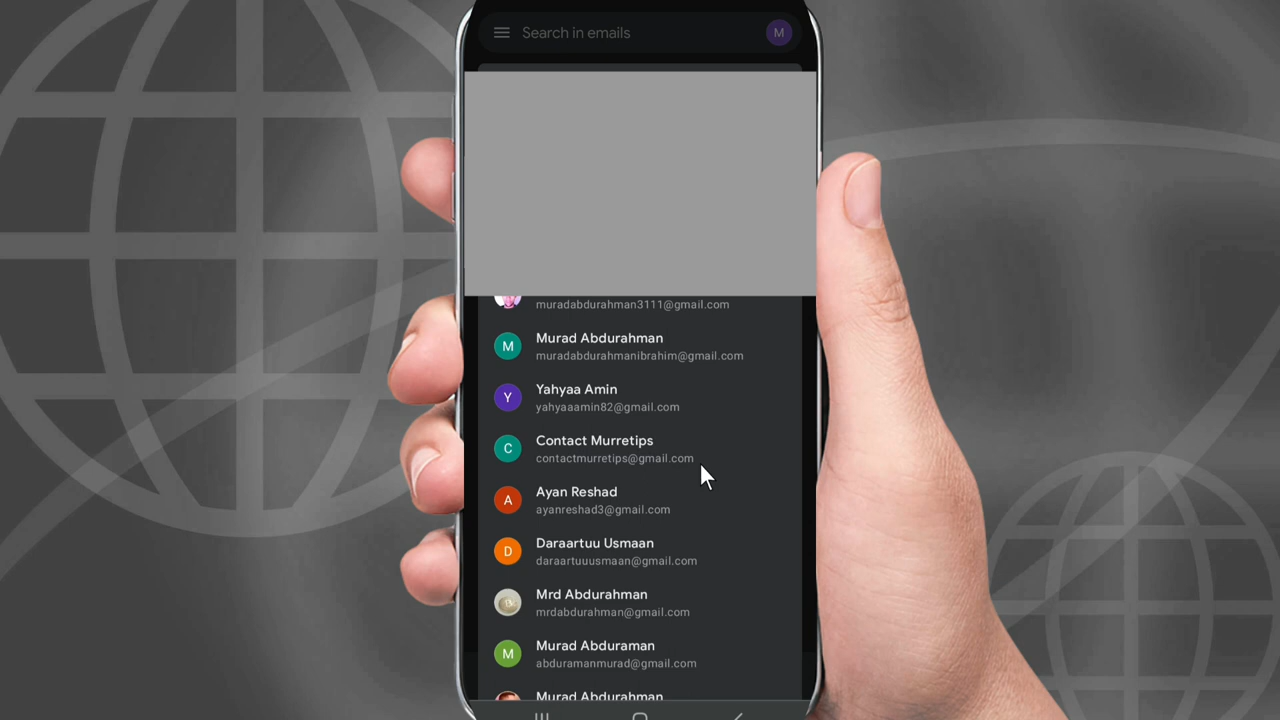 Search in emails
M
muradabdurahman3111@gmail.com
M
Murad Abdurahman
muradabdurahmanibrahim@gmail.com
Y
Yahyaa Amin
yahyaaamin82@gmail.com
C
Contact Murretips
contactmurretips@gmail.com
A
Ayan Reshad
ayanreshad3@gmail.com
D
Daraartuu Usmaan
daraartuuusmaan@gmail.com
Mrd Abdurahman
mrdabdurahman@gmail.com
M
Murad Abduraman
abduramanmurad@gmail.com
Murad Abdurahman